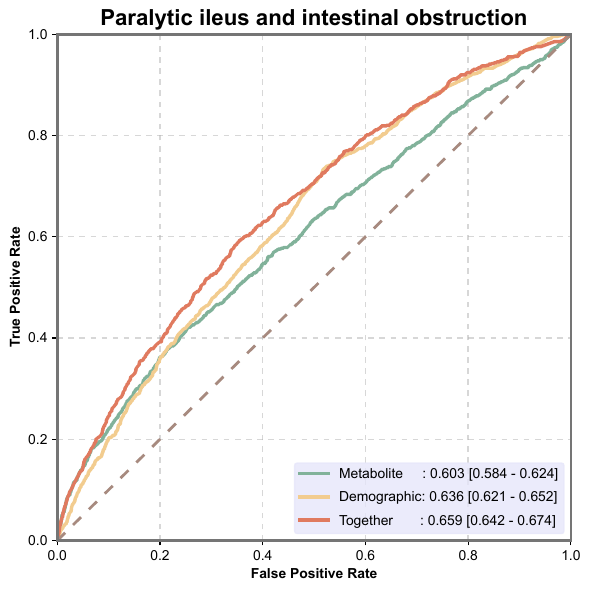 Paralytic ileus and intestinal obstruction
1.0
0.8
0.6
0.4
0.2
0.0
True Positive Rate
Metabolite : 0.603 [0.584 - 0.624]
Demographic: 0.636 [0.621 - 0.652]
Together : 0.659 [0.642 - 0.674]
0.0 0.2 0.4 0.6 0.8 1.0
False Positive Rate